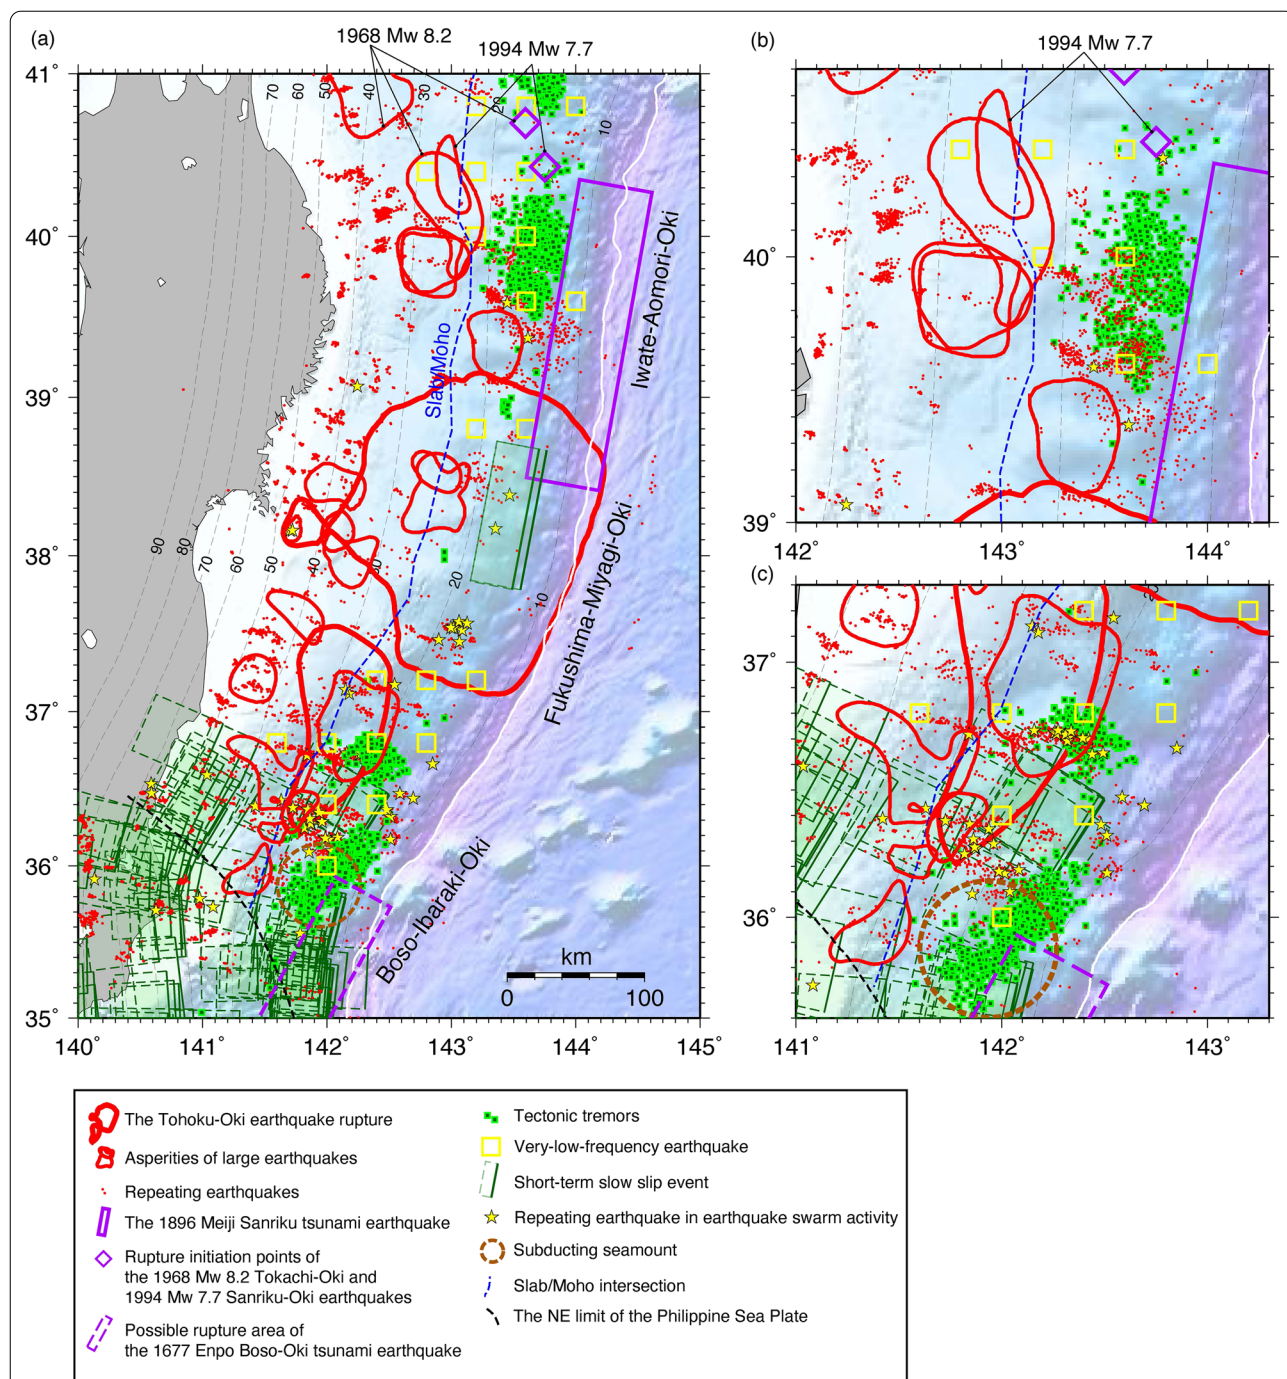 (a)
1968 Mw 8.2
1994 Mw 7.7
41°
40°
39°
38°
37°
36°
35°
140°
141°
142°
143°
144°
145°
70
60
50
40
30
20
10
Iwate-Aomori-Oki
Slab/Moho
90
80
70
60
50
40
30
20
10
Fukushima-Miyagi-Oki
Boso-Ibaraki-Oki
km
0
100
(b)
1994 Mw 7.7
40°
39°
142°
143°
144°
(c)
37°
36°
141°
142°
143°
The Tohoku-Oki earthquake rupture
Asperities of large earthquakes
Repeating earthquakes
The 1896 Meiji Sanriku tsunami earthquake
Rupture initiation points of
the 1968 Mw 8.2 Tokachi-Oki and
1994 Mw 7.7 Sanriku-Oki earthquakes
Possible rupture area of
the 1677 Enpo Boso-Oki tsunami earthquake
Tectonic tremors
Very-low-frequency earthquake
Short-term slow slip event
Repeating earthquake in earthquake swarm activity
Subducting seamount
Slab/Moho intersection
The NE limit of the Philippine Sea Plate